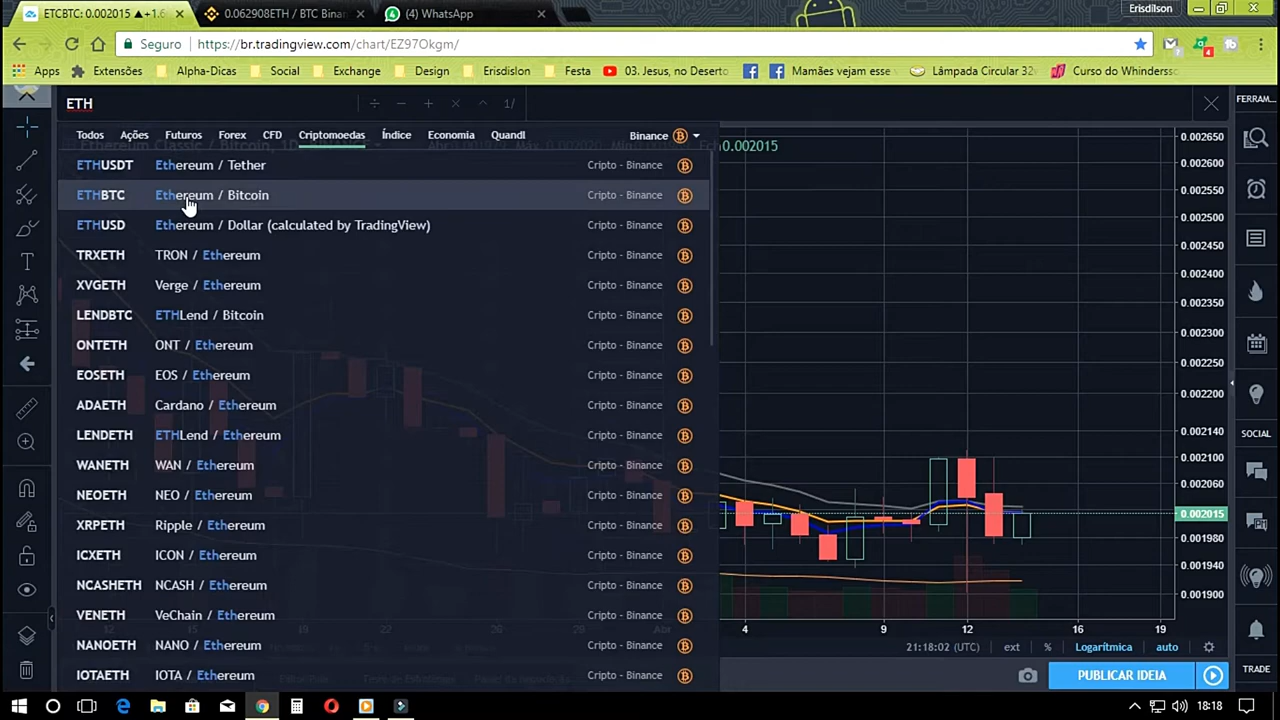 ETCBTC: 0.002015 ▲+1.6
0.062908ETH / BTC Binan
(4) WhatsApp
Erisdilson
Seguro
https://br.tradingview.com/chart/EZ97Okgm/
Apps
Extensões
Alpha-Dicas
Social
Exchange
Design
Erisdislon
Festa
03. Jesus, no Deserto
Mamães vejam esse
Lâmpada Circular 32
Curso do Whinderss
ETH
÷ − + × 1/
FERRAM
Todos Ações Futuros Forex CFD Criptomoedas Índice Economia Quandl Binance
0.002015
ETHUSDT Ethereum / Tether Cripto - Binance
ETHBTC Ethereum / Bitcoin Cripto - Binance
ETHUSD Ethereum / Dollar (calculated by TradingView) Cripto - Binance
TRXETH TRON / Ethereum Cripto - Binance
XVGETH Verge / Ethereum Cripto - Binance
LENDBTC ETHLend / Bitcoin Cripto - Binance
ONTETH ONT / Ethereum Cripto - Binance
EOSETH EOS / Ethereum Cripto - Binance
ADAETH Cardano / Ethereum Cripto - Binance
LENDETH ETHLend / Ethereum Cripto - Binance
WANETH WAN / Ethereum Cripto - Binance
NEOETH NEO / Ethereum Cripto - Binance
XRPETH Ripple / Ethereum Cripto - Binance
ICXETH ICON / Ethereum Cripto - Binance
NCASHETH NCASH / Ethereum Cripto - Binance
VENETH VeChain / Ethereum Cripto - Binance
NANOETH NANO / Ethereum Cripto - Binance
IOTAETH IOTA / Ethereum Cripto - Binance
0.002650
0.002600
0.002550
0.002500
0.002450
0.002400
0.002350
0.002300
0.002250
0.002200
0.002140
0.002100
0.002060
0.002015
0.001980
0.001940
0.001900
SOCIAL
4 9 12 16 19
21:18:02 (UTC) ext % Logarítmica auto
PUBLICAR IDEIA
TRADE
18:18